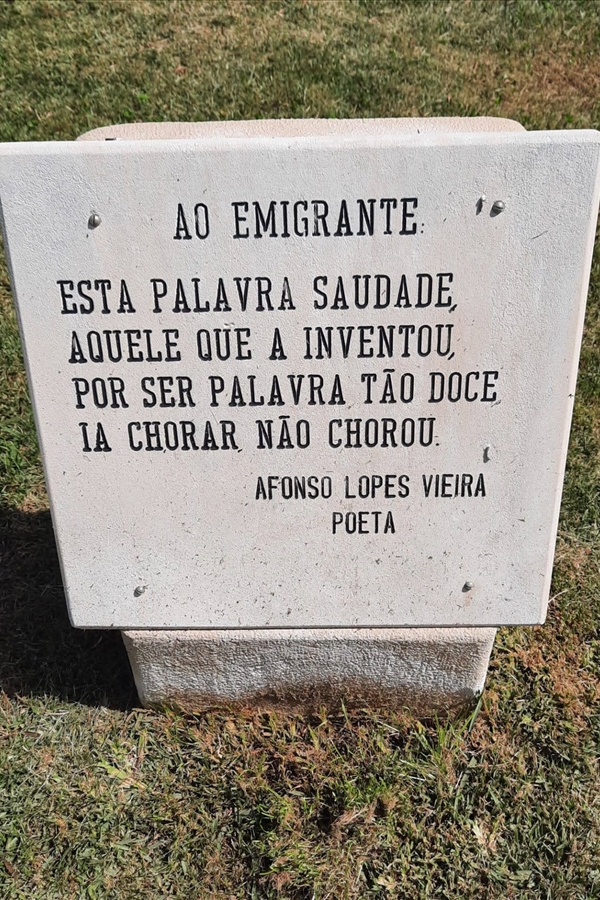 AO EMIGRANTE:
ESTA PALAVRA SAUDADE,
AQUELE QUE A INVENTOU,
POR SER PALAVRA TÃO DOCE
IA CHORAR NÃO CHOROU.
AFONSO LOPES VIEIRA
POETA